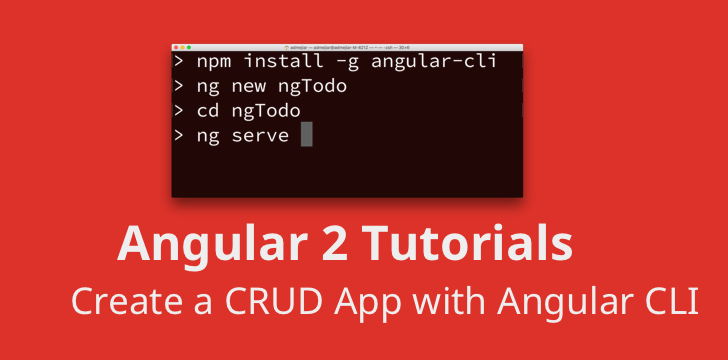 > npm install -g angular-cli
> ng new ngTodo
> cd ngTodo
> ng serve
Angular 2 Tutorials
Create a CRUD App with Angular CLI